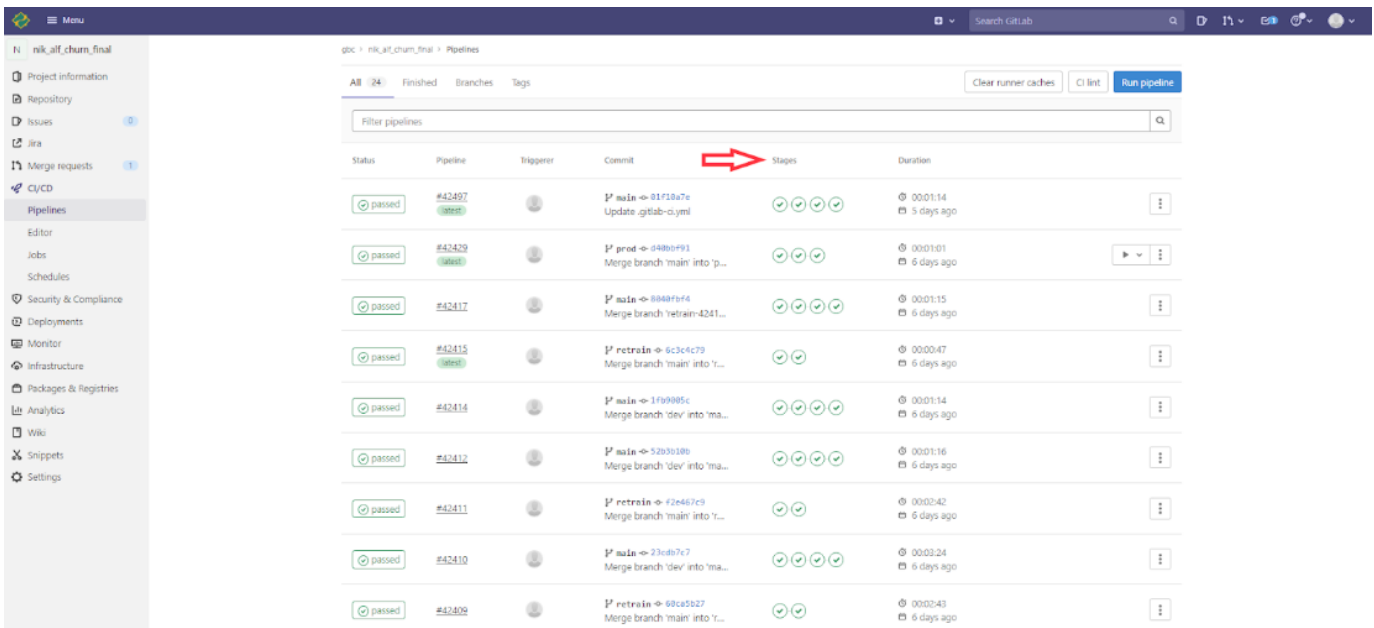 Menu
Search GitLab
N nik_alf_churn_final
Project information
Repository
Issues 0
Jira
Merge requests 1
CI/CD
Pipelines
Editor
Jobs
Schedules
Security & Compliance
Deployments
Monitor
Infrastructure
Packages & Registries
Analytics
Wiki
Snippets
Settings
gbc > nik_alf_churn_final > Pipelines
All 24 Finished Branches Tags
Clear runner caches CI lint Run pipeline
Filter pipelines
Status Pipeline Triggerer Commit Stages Duration
passed #42497 main 01f10a7e 00:01:14
latest Update .gitlab-ci.yml 5 days ago
passed #42429 prod d40bbf91 00:01:01
latest Merge branch 'main' into 'p... 6 days ago
passed #42417 main 8040fbf4 00:01:15
Merge branch 'retrain-4241... 6 days ago
passed #42415 retrain 6c3c4c79 00:00:47
latest Merge branch 'main' into 'r... 6 days ago
passed #42414 main 1fb9005c 00:01:14
Merge branch 'dev' into 'ma... 6 days ago
passed #42412 main 52b3b10b 00:01:16
Merge branch 'dev' into 'ma... 6 days ago
passed #42411 retrain f2e467c9 00:02:42
Merge branch 'main' into 'r... 6 days ago
passed #42410 main 23cdb7c7 00:03:24
Merge branch 'dev' into 'ma... 6 days ago
passed #42409 retrain 60ca5b27 00:02:43
Merge branch 'main' into 'r... 6 days ago